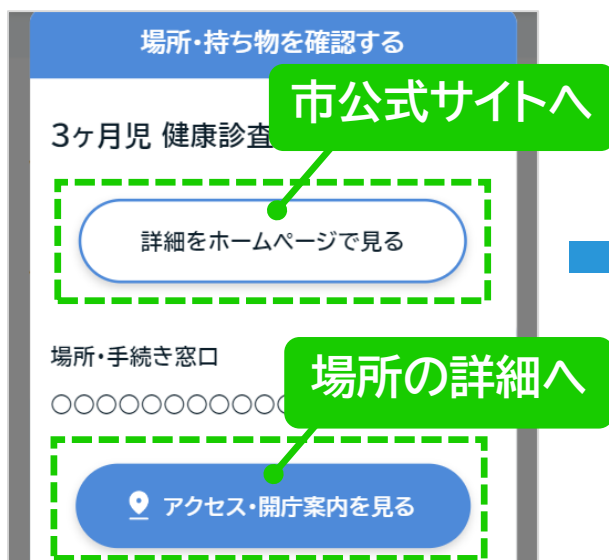 場所・持ち物を確認する
市公式サイトへ
3ヶ月児 健康診査
詳細をホームページで見る
場所・手続き窓口
場所の詳細へ
〇〇〇〇〇〇〇〇〇〇〇
アクセス・開庁案内を見る